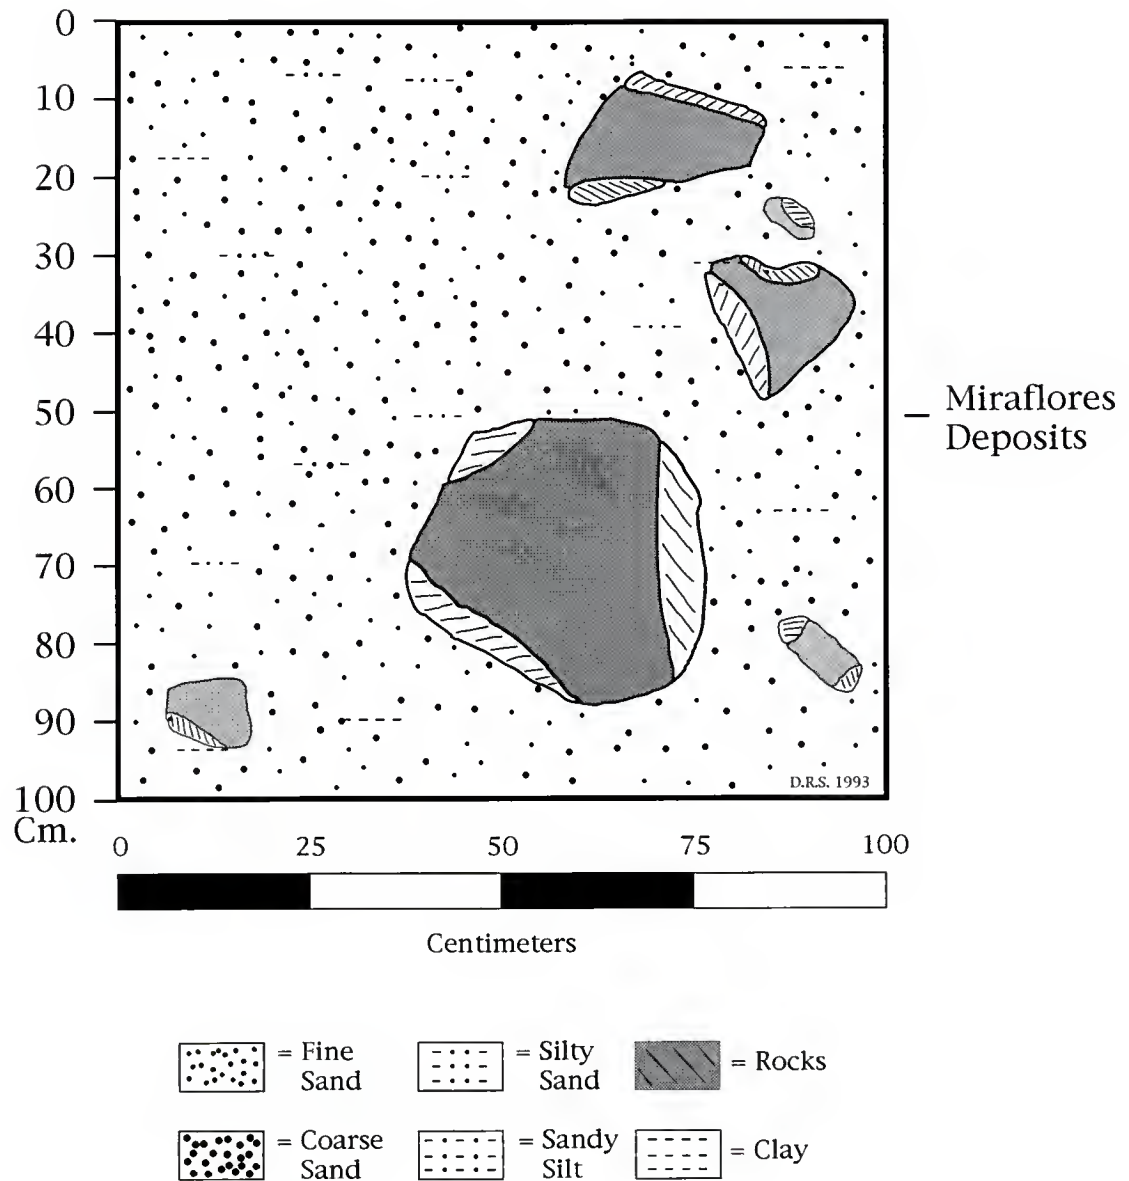 0
10
20
30
40
50
60
70
80
90
100
Cm.
Miraflores
Deposits
D.R.S. 1993
0 25 50 75 100
Centimeters
= Fine
Sand
= Silty
Sand
= Rocks
= Coarse
Sand
= Sandy
Silt
= Clay